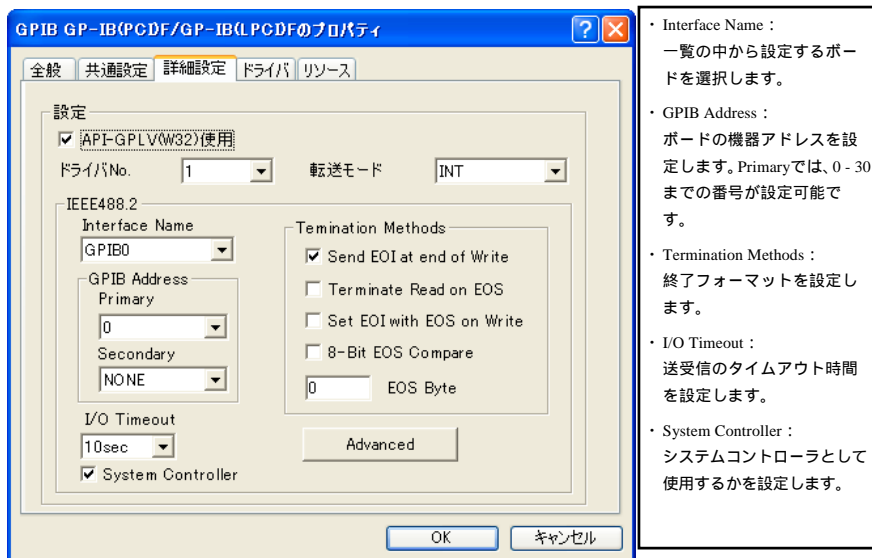 GPIB GP-IB(PCI)F/GP-IB(LPCI)Fのプロパティ
全般 共通設定 詳細設定 ドライバ リソース
設定
API-GPLV(W32)使用
ドライバNo. 1 転送モード INT
IEEE488.2
Interface Name
GPIB0
GPIB Address
Primary
0
Secondary
NONE
I/O Timeout
10sec
System Controller
Temination Methods
Send EOI at end of Write
Terminate Read on EOS
Set EOI with EOS on Write
8-Bit EOS Compare
0 EOS Byte
Advanced
OK キャンセル
・ Interface Name：
一覧の中から設定するボー
ドを選択します。
・ GPIB Address：
ボードの機器アドレスを設
定します。Primaryでは、0 - 30
までの番号が設定可能で
す。
・ Termination Methods：
終了フォーマットを設定し
ます。
・ I/O Timeout：
送受信のタイムアウト時間
を設定します。
・ System Controller：
システムコントローラとして
使用するかを設定します。